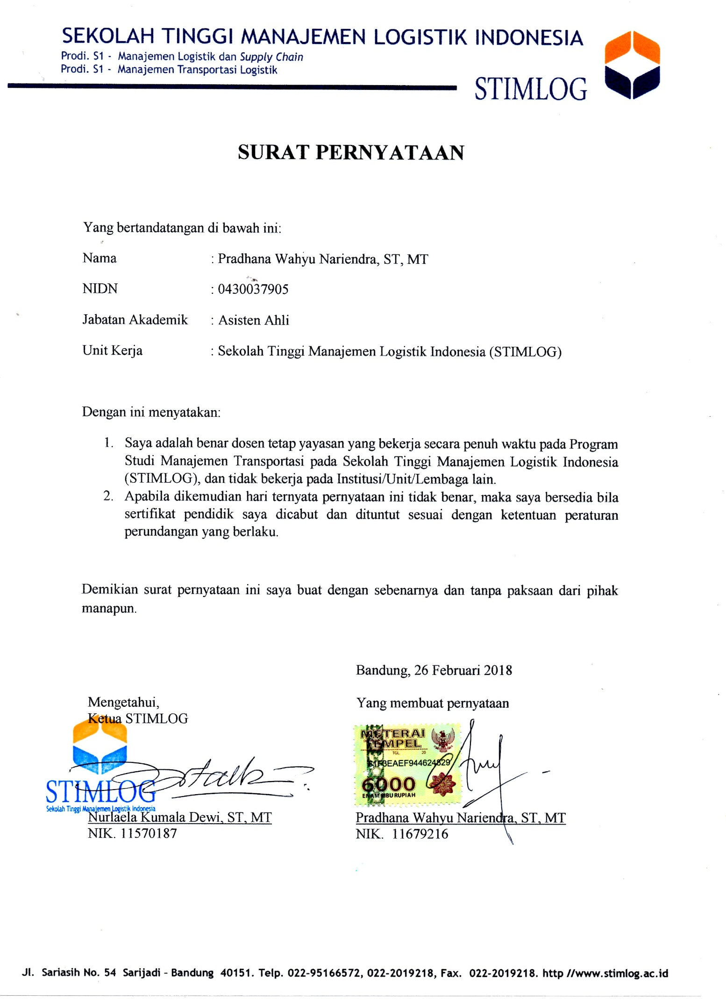 SEKOLAH TINGGI MANAJEMEN LOGISTIK INDONESIA
Prodi. S1 - Manajemen Logistik dan Supply Chain
Prodi. S1 - Manajemen Transportasi Logistik
STIMLOG
SURAT PERNYATAAN
Yang bertandatangan di bawah ini:
Nama : Pradhana Wahyu Nariendra, ST, MT
NIDN : 0430037905
Jabatan Akademik : Asisten Ahli
Unit Kerja : Sekolah Tinggi Manajemen Logistik Indonesia (STIMLOG)
Dengan ini menyatakan:
1. Saya adalah benar dosen tetap yayasan yang bekerja secara penuh waktu pada Program
Studi Manajemen Transportasi pada Sekolah Tinggi Manajemen Logistik Indonesia
(STIMLOG), dan tidak bekerja pada Institusi/Unit/Lembaga lain.
2. Apabila dikemudian hari ternyata pernyataan ini tidak benar, maka saya bersedia bila
sertifikat pendidik saya dicabut dan dituntut sesuai dengan ketentuan peraturan
perundangan yang berlaku.
Demikian surat pernyataan ini saya buat dengan sebenarnya dan tanpa paksaan dari pihak
manapun.
Bandung, 26 Februari 2018
Mengetahui,
Ketua STIMLOG
STIMLOG
Sekolah Tinggi Manajemen Logistik Indonesia
Nurlaela Kumala Dewi, ST, MT
NIK. 11570187
Yang membuat pernyataan
METERAI
TEMPEL
TGL. 20
6000
ENAM RIBU RUPIAH
Pradhana Wahyu Nariendra, ST, MT
NIK. 11679216
Jl. Sariasih No. 54 Sarijadi - Bandung 40151. Telp. 022-95166572, 022-2019218, Fax. 022-2019218. http //www.stimlog.ac.id